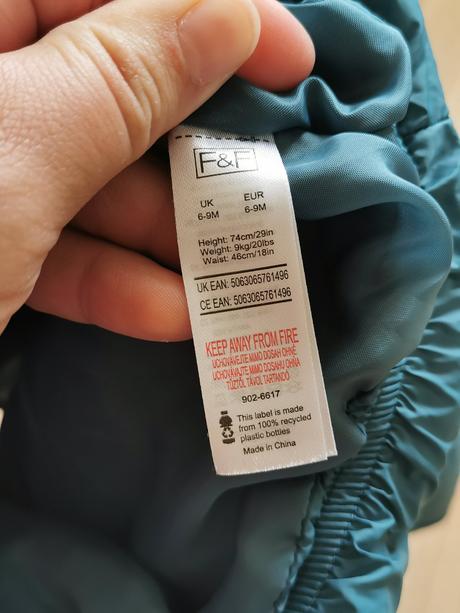 F&F
UK EUR
6-9M 6-9M
Height: 74cm/29in
Weight: 9kg/20lbs
Waist: 46cm/18in
UK EAN: 5063065761496
CE EAN: 5063065761496
KEEP AWAY FROM FIRE
UCHOVÁVEJTE MIMO DOSAH OHNĚ
UCHOVÁVAJTE MIMO DOSAHU OHŇA
TŰZTŐL TÁVOL TARTANDÓ
902-6617
This label is made
from 100% recycled
plastic bottles
Made in China